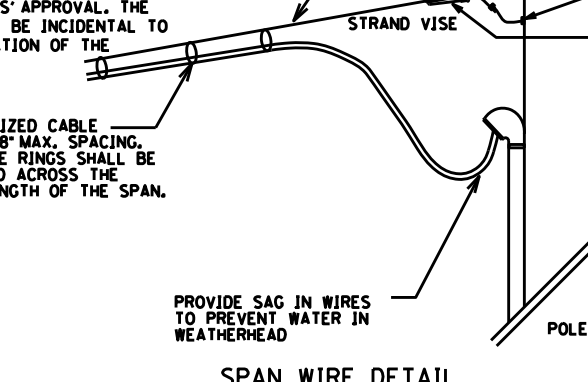 S' APPROVAL. THE
BE INCIDENTAL TO
TION OF THE
STRAND VISE
IZED CABLE
8" MAX. SPACING.
E RINGS SHALL BE
D ACROSS THE
NGTH OF THE SPAN.
PROVIDE SAG IN WIRES
TO PREVENT WATER IN
WEATHERHEAD
POLE
SPAN WIRE DETAIL